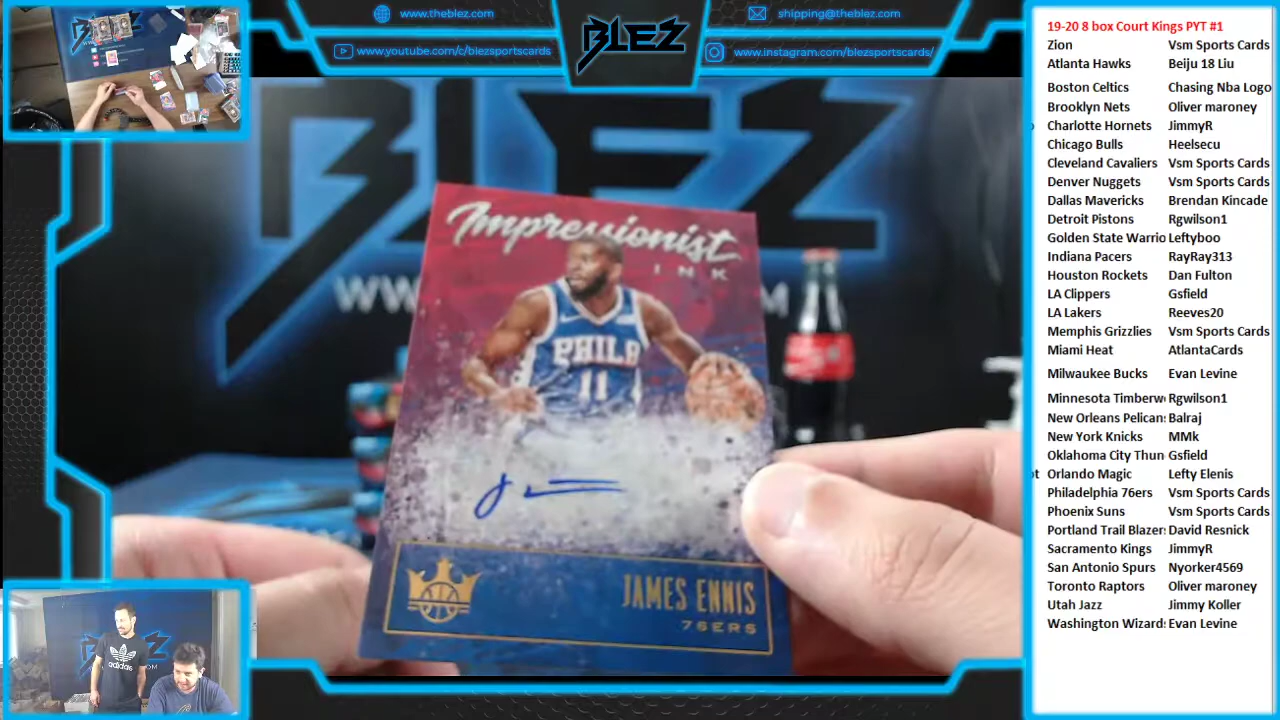 www.theblez.com
www.youtube.com/c/blezsportscards
BLEZ
shipping@theblez.com
www.instagram.com/blezsportscards/
BLEZ
Impressionist
INK
PHILA
11
JAMES ENNIS
76ERS
adidas
19-20 8 box Court Kings PYT #1
Zion Vsm Sports Cards
Atlanta Hawks Beiju 18 Liu
Boston Celtics Chasing Nba Logo
Brooklyn Nets Oliver maroney
Charlotte Hornets JimmyR
Chicago Bulls Heelsecu
Cleveland Cavaliers Vsm Sports Cards
Denver Nuggets Vsm Sports Cards
Dallas Mavericks Brendan Kincade
Detroit Pistons Rgwilson1
Golden State Warrio Leftyboo
Indiana Pacers RayRay313
Houston Rockets Dan Fulton
LA Clippers Gsfield
LA Lakers Reeves20
Memphis Grizzlies Vsm Sports Cards
Miami Heat AtlantaCards
Milwaukee Bucks Evan Levine
Minnesota Timberw Rgwilson1
New Orleans Pelican Balraj
New York Knicks MMk
Oklahoma City Thun Gsfield
Orlando Magic Lefty Elenis
Philadelphia 76ers Vsm Sports Cards
Phoenix Suns Vsm Sports Cards
Portland Trail Blazer David Resnick
Sacramento Kings JimmyR
San Antonio Spurs Nyorker4569
Toronto Raptors Oliver maroney
Utah Jazz Jimmy Koller
Washington Wizard Evan Levine